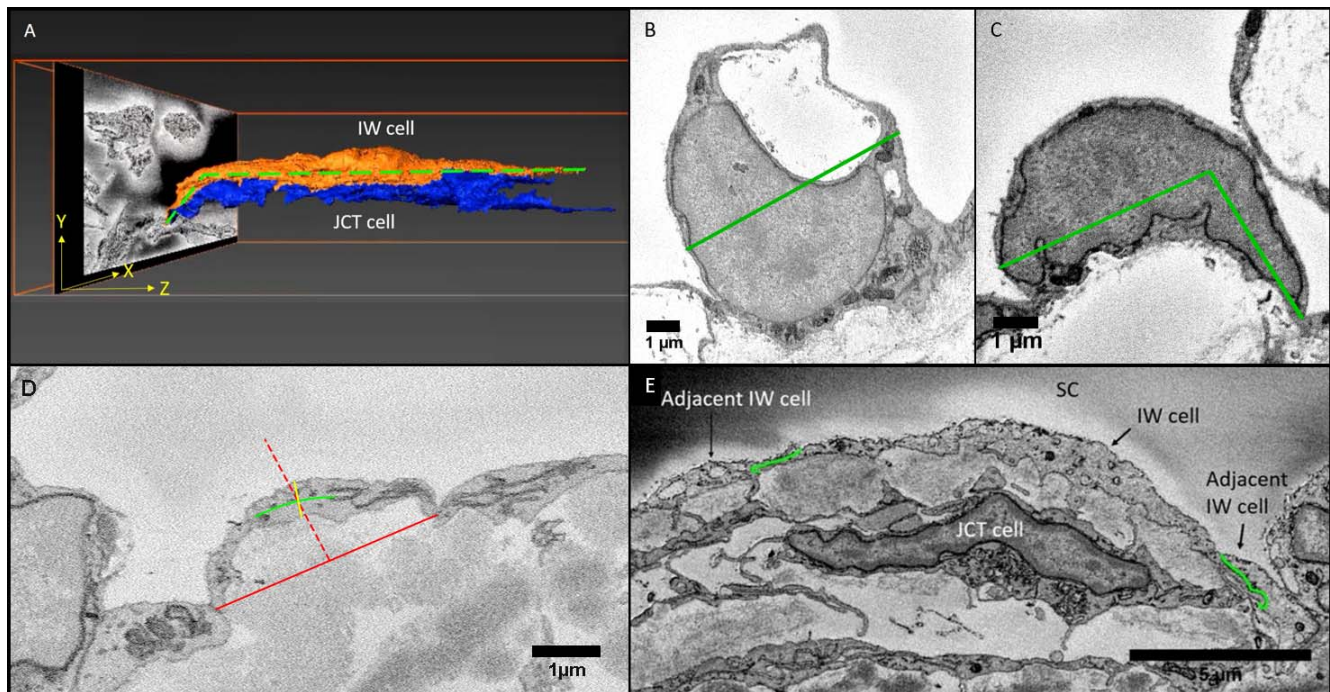 A
IW cell
JCT cell
Y
X
Z
B
1 µm
C
1 µm
D
1µm
E
SC
Adjacent IW cell
IW cell
Adjacent
IW cell
JCT cell
5 µm